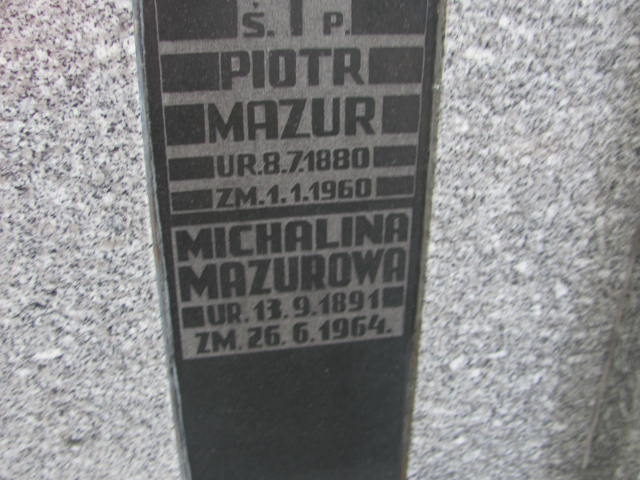 Ś. P.
PIOTR
MAZUR
UR.8.7.1880
ZM.1.1.1960
MICHALINA
MAZUROWA
UR. 13.9.1891
ZM. 26.6.1964.